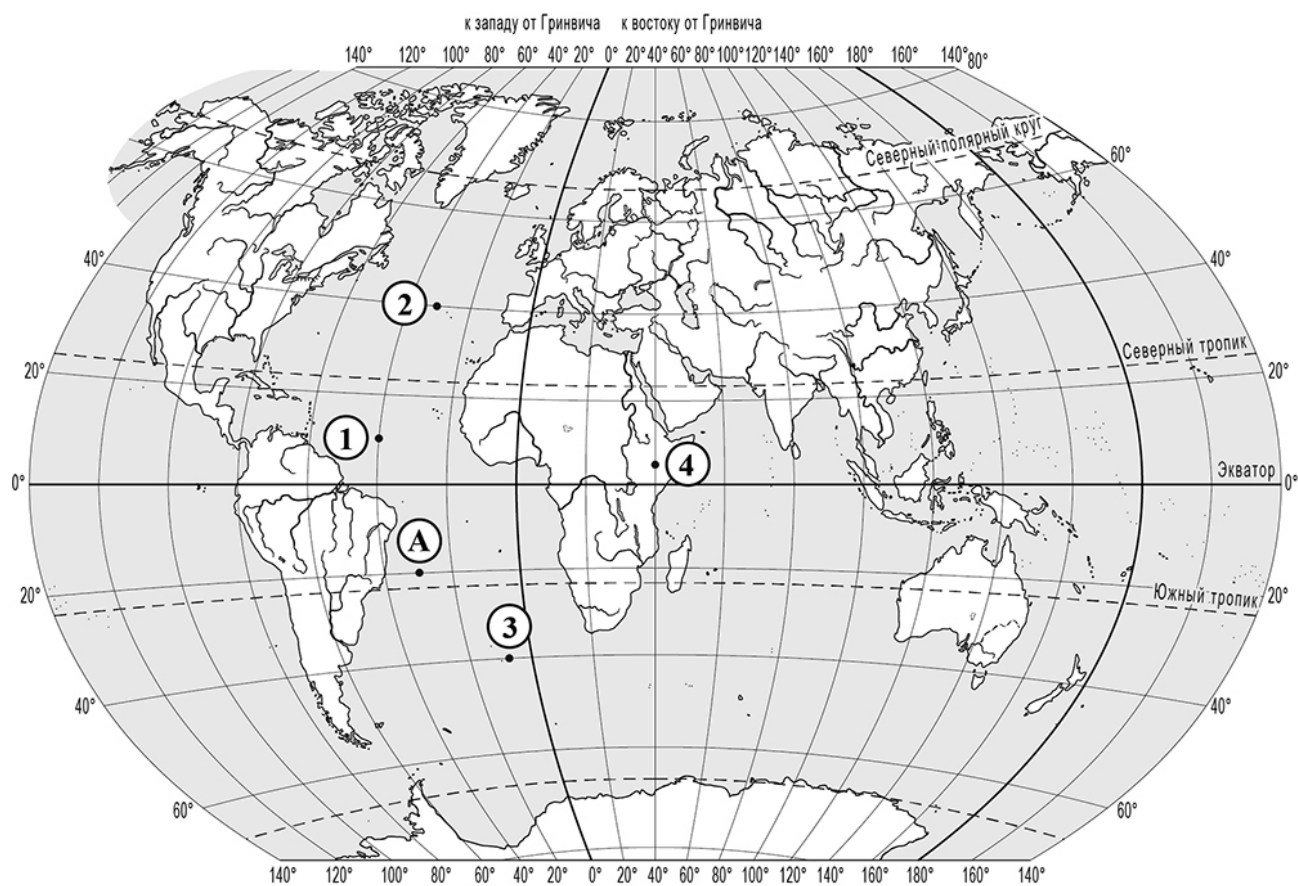 к западу от Гринвича к востоку от Гринвича
140° 120° 100° 80° 60° 40° 20° 0° 20° 40° 60° 80° 100° 120° 140° 160° 180° 160° 140° 80°
Северный полярный круг
60°
40° 40°
2
Северный тропик
20° 20°
1
4
Экватор
0° 0°
А
20° Южный тропик 20°
3
40° 40°
60° 60°
140° 120° 100° 80° 60° 40° 20° 0° 20° 40° 60° 80° 100° 120° 140° 160° 180° 160° 140°